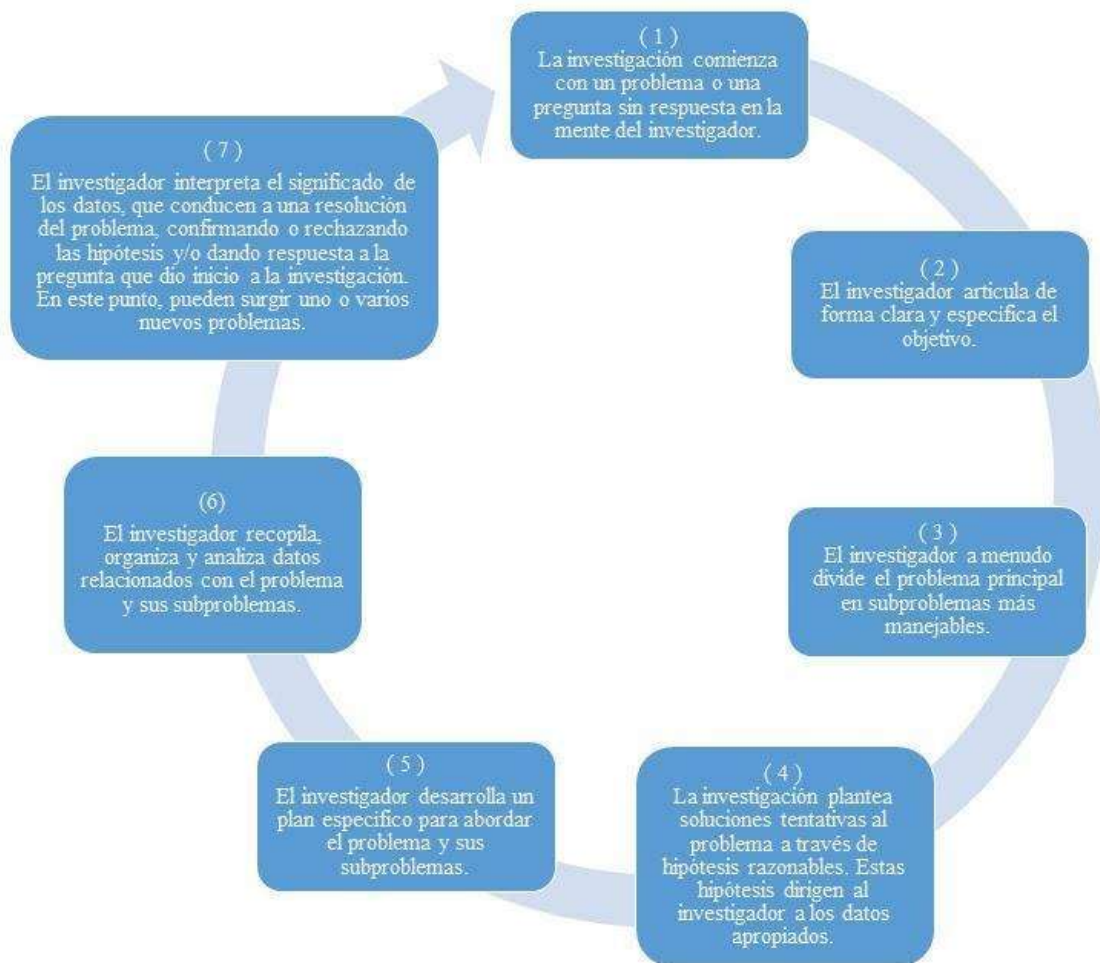 ( 1 )
La investigación comienza
con un problema o una
pregunta sin respuesta en la
mente del investigador.
( 2 )
El investigador articula de
forma clara y especifica el
objetivo.
( 3 )
El investigador a menudo
divide el problema principal
en subproblemas más
manejables.
( 4 )
La investigación plantea
soluciones tentativas al
problema a través de
hipótesis razonables. Estas
hipótesis dirigen al
investigador a los datos
apropiados.
( 5 )
El investigador desarrolla un
plan especifico para abordar
el problema y sus
subproblemas.
(6)
El investigador recopila,
organiza y analiza datos
relacionados con el problema
y sus subproblemas.
( 7 )
El investigador interpreta el significado de
los datos, que conducen a una resolución
del problema, confirmando o rechazando
las hipótesis y/o dando respuesta a la
pregunta que dio inicio a la investigación.
En este punto, pueden surgir uno o varios
nuevos problemas.